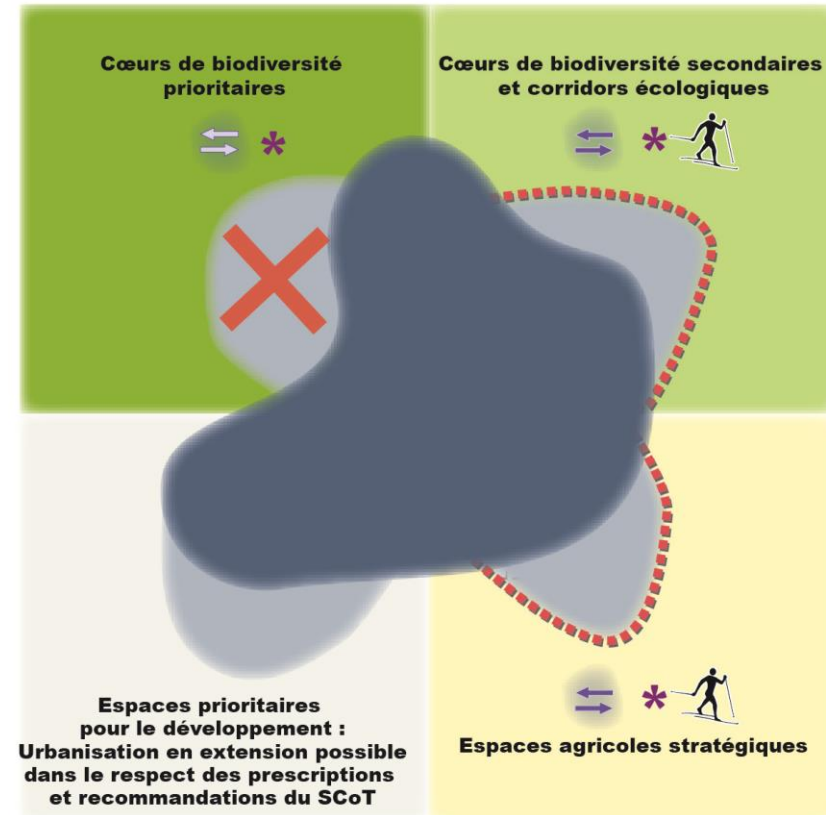 Cœurs de biodiversité
prioritaires
Cœurs de biodiversité secondaires
et corridors écologiques
Espaces prioritaires
pour le développement :
Urbanisation en extension possible
dans le respect des prescriptions
et recommandations du SCoT
Espaces agricoles stratégiques